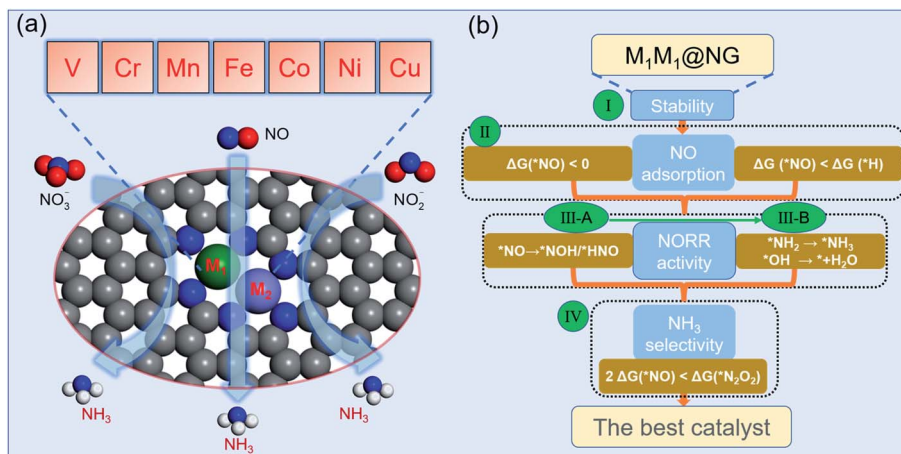 (a)
V Cr Mn Fe Co Ni Cu
NO
NO₃⁻
NO₂⁻
M₁
M₂
NH₃
NH₃
NH₃
(b)
M₁M₁@NG
I
Stability
II
ΔG(*NO) < 0
NO
adsorption
ΔG (*NO) < ΔG (*H)
III-A
III-B
*NO→*NOH/*HNO
NORR
activity
*NH₂ → *NH₃
*OH → *+H₂O
IV
NH₃
selectivity
2 ΔG(*NO) < ΔG(*N₂O₂)
The best catalyst